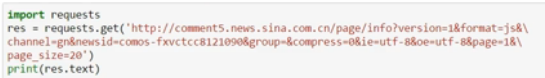 import requests
res = requests.get('http://comment5.news.sina.com.cn/page/info?version=1&format=js&\
channel=gn&newsid=comos-fxvctcc8121090&group=&compress=0&ie=utf-8&oe=utf-8&page=1&\
page_size=20')
print(res.text)